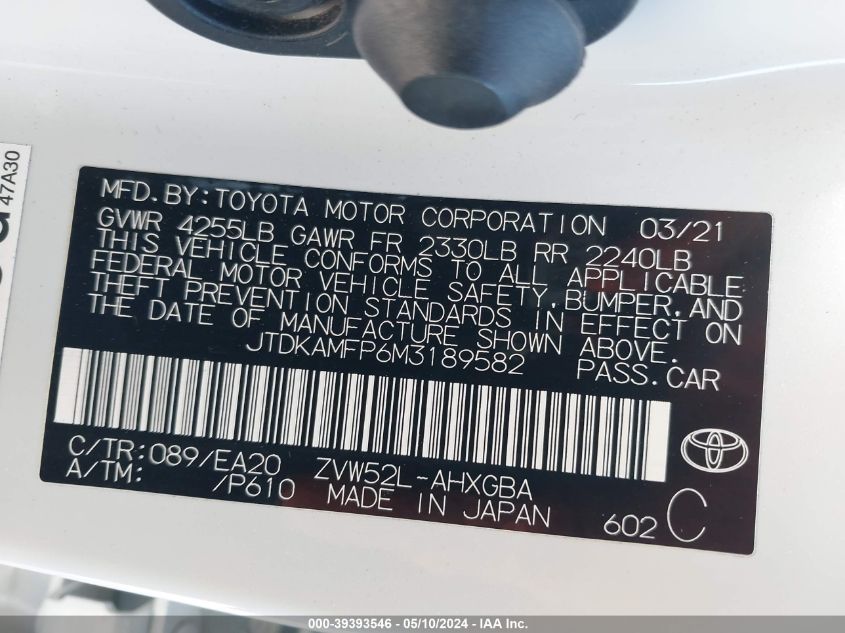 47A30
MFD.BY:TOYOTA MOTOR CORPORATION 03/21
GVWR 4255LB GAWR FR 2330LB RR 2240LB
THIS VEHICLE CONFORMS TO ALL APPLICABLE
FEDERAL MOTOR VEHICLE SAFETY,BUMPER,AND
THEFT PREVENTION STANDARDS IN EFFECT ON
THE DATE OF MANUFACTURE SHOWN ABOVE.
JTDKAMFP6M3189582 PASS.CAR
C/TR:089/EA20 ZVW52L-AHXGBA
A/TM: /P610 MADE IN JAPAN 602 C
000-39393546 - 05/10/2024 - IAA Inc.